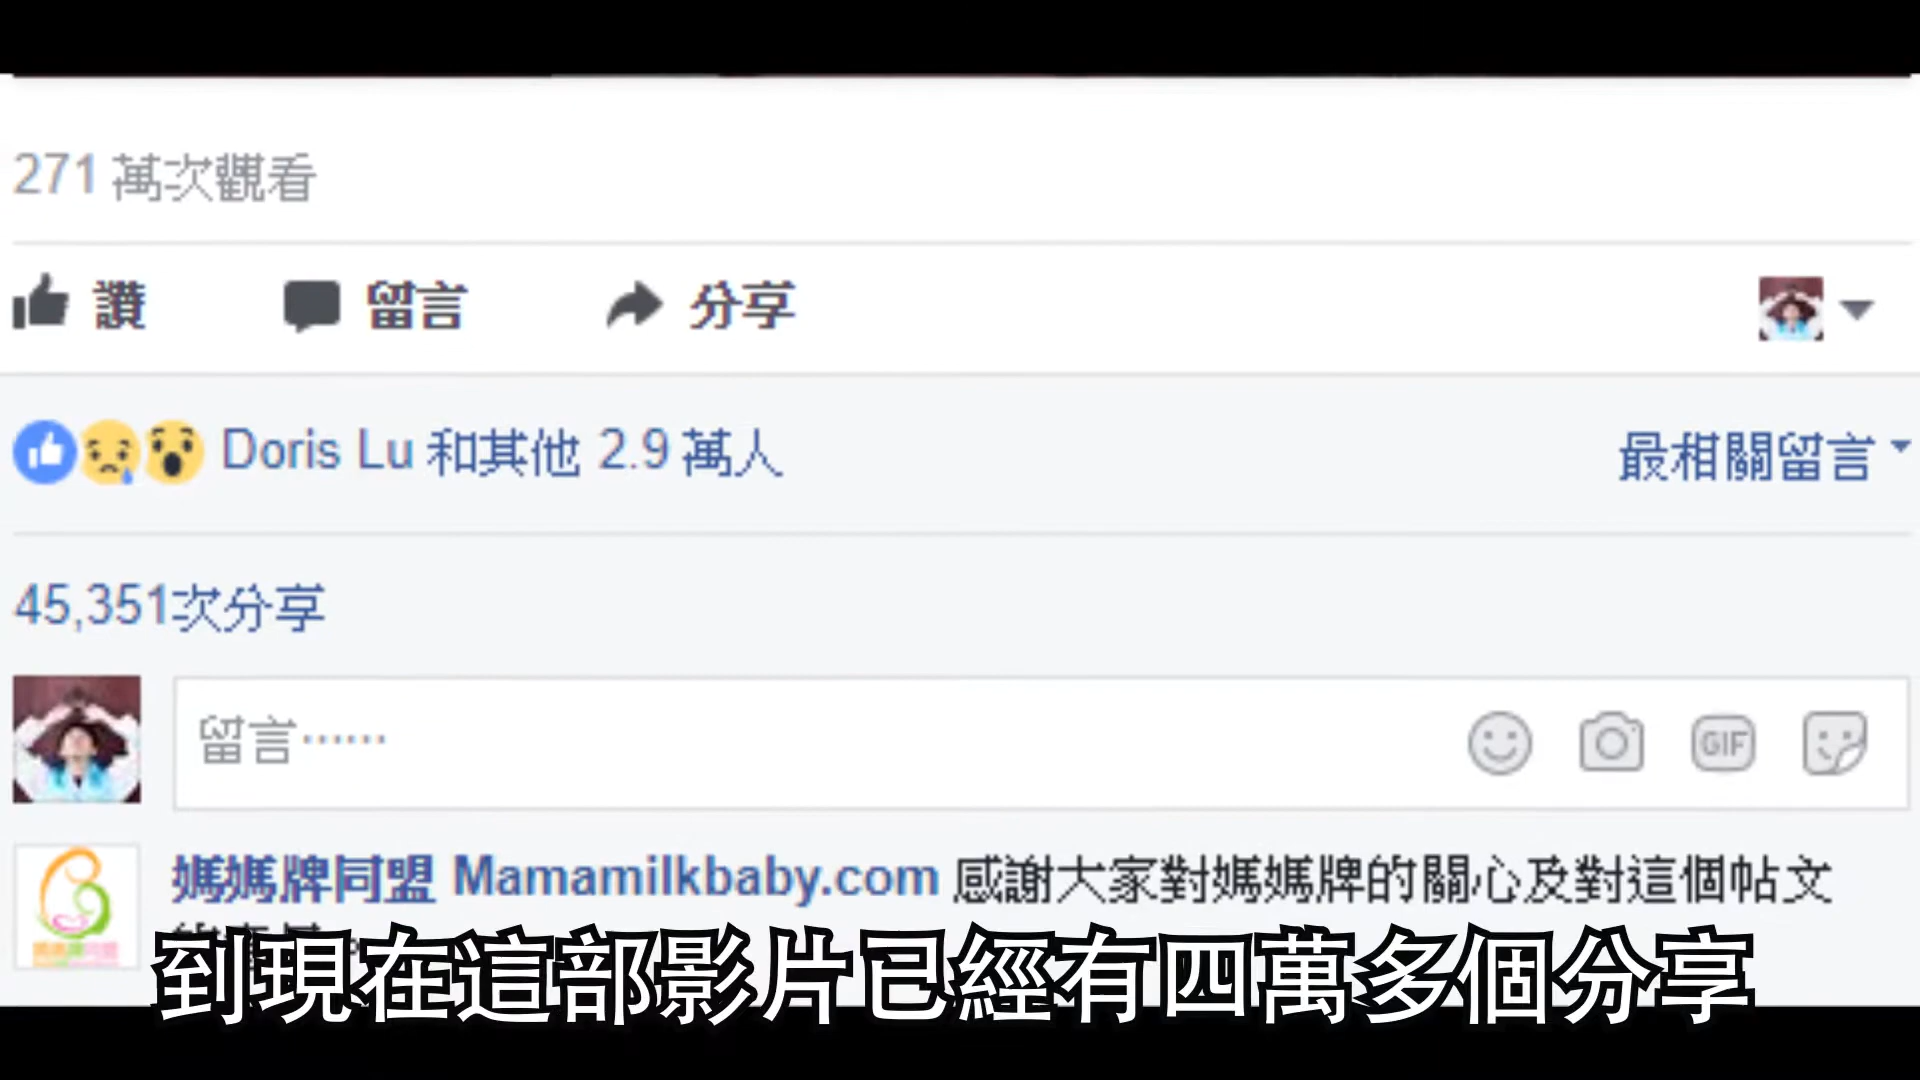 271 萬次觀看
讚 留言 分享
Doris Lu 和其他 2.9 萬人 最相關留言
45,351次分享
留言⋯⋯
GIF
媽媽牌同盟 Mamamilkbaby.com 感謝大家對媽媽牌的關心及對這個帖文
到現在這部影片已經有四萬多個分享